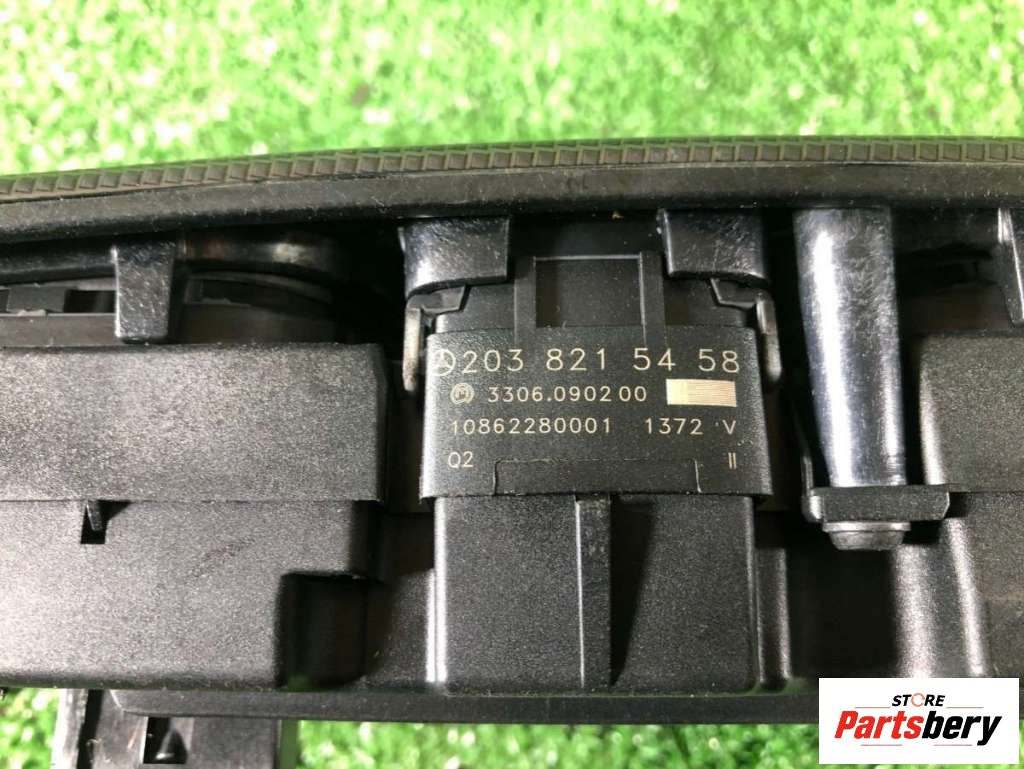 203 821 54 58
M 3306.0902 00
10862280001 1372 V
Q2 II
STORE
Partsbery